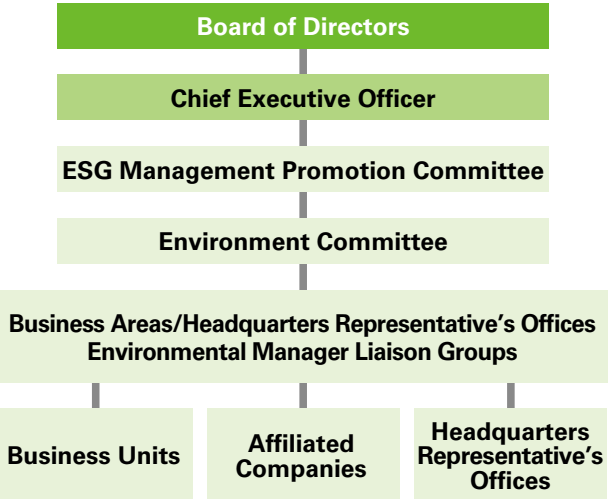 Board of Directors
Chief Executive Officer
ESG Management Promotion Committee
Environment Committee
Business Areas/Headquarters Representative’s Offices
Environmental Manager Liaison Groups
Business Units
Affiliated
Companies
Headquarters
Representative’s
Offices